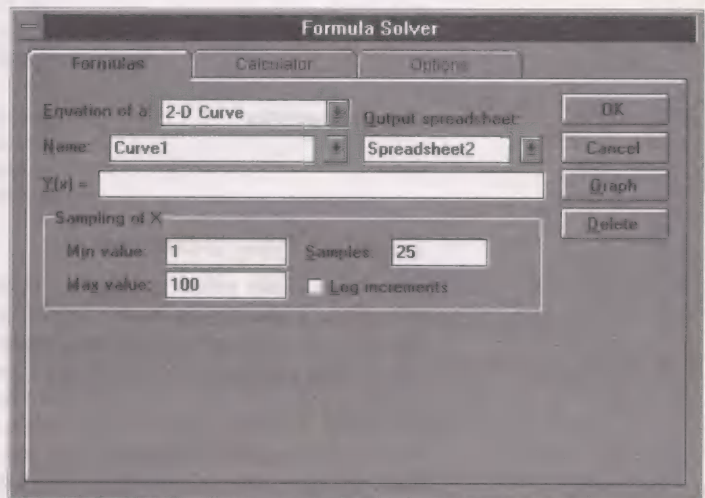 Formula Solver
Formulas Calculator Options
Equation of a: 2-D Curve
Output spreadsheet:
Name: Curve1 Spreadsheet2
Y(x) =
Sampling of X
Min value: 1 Samples: 25
Max value: 100 Log increments
OK
Cancel
Graph
Delete